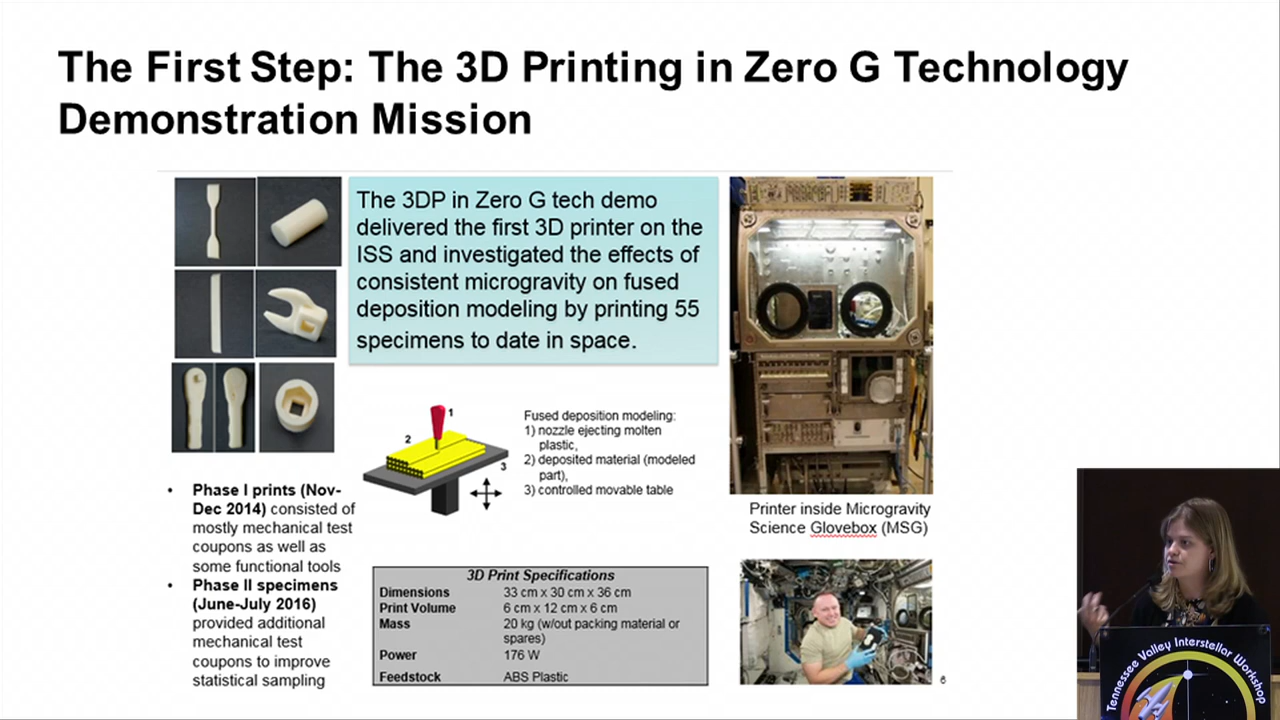 The First Step: The 3D Printing in Zero G Technology
Demonstration Mission
The 3DP in Zero G tech demo
delivered the first 3D printer on the
ISS and investigated the effects of
consistent microgravity on fused
deposition modeling by printing 55
specimens to date in space.
1
2
3
Fused deposition modeling:
1) nozzle ejecting molten
plastic,
2) deposited material (modeled
part),
3) controlled movable table
Printer inside Microgravity
Science Glovebox (MSG)
• Phase I prints (Nov-
Dec 2014) consisted of
mostly mechanical test
coupons as well as
some functional tools
• Phase II specimens
(June-July 2016)
provided additional
mechanical test
coupons to improve
statistical sampling
3D Print Specifications
Dimensions 33 cm x 30 cm x 36 cm
Print Volume 6 cm x 12 cm x 6 cm
Mass 20 kg (w/out packing material or
spares)
Power 176 W
Feedstock ABS Plastic
6
Tennessee Valley Interstellar Workshop